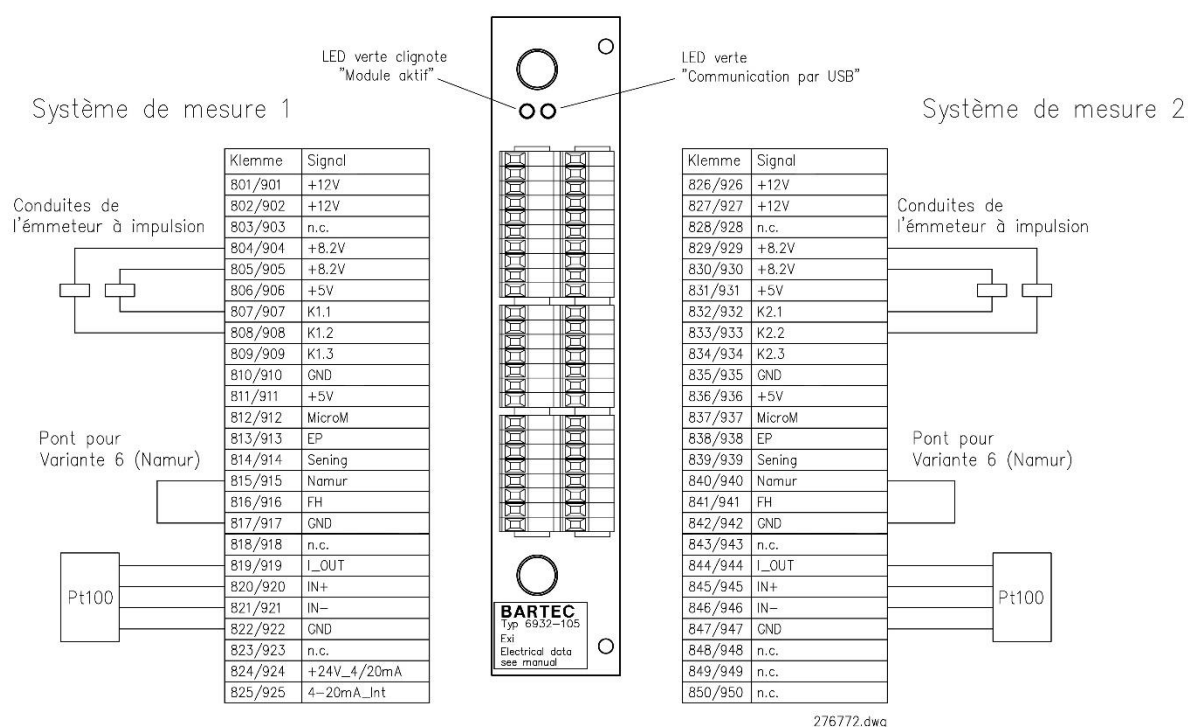 LED verte clignote
"Module aktif"
LED verte
"Communication par USB"
Système de mesure 1
Système de mesure 2
Klemme Signal
801/901 +12V
802/902 +12V
803/903 n.c.
804/904 +8.2V
805/905 +8.2V
806/906 +5V
807/907 K1.1
808/908 K1.2
809/909 K1.3
810/910 GND
811/911 +5V
812/912 MicroM
813/913 EP
814/914 Sening
815/915 Namur
816/916 FH
817/917 GND
818/918 n.c.
819/919 I_OUT
820/920 IN+
821/921 IN-
822/922 GND
823/923 n.c.
824/924 +24V_4/20mA
825/925 4-20mA_Int
Conduites de
l'émmeteur à impulsion
Pont pour
Variante 6 (Namur)
Pt100
BARTEC
Typ 6932-105
Exi
Electrical data
see manual
Klemme Signal
826/926 +12V
827/927 +12V
828/928 n.c.
829/929 +8.2V
830/930 +8.2V
831/931 +5V
832/932 K2.1
833/933 K2.2
834/934 K2.3
835/935 GND
836/936 +5V
837/937 MicroM
838/938 EP
839/939 Sening
840/940 Namur
841/941 FH
842/942 GND
843/943 n.c.
844/944 I_OUT
845/945 IN+
846/946 IN-
847/947 GND
848/948 n.c.
849/949 n.c.
850/950 n.c.
Conduites de
l'émmeteur à impulsion
Pont pour
Variante 6 (Namur)
Pt100
276772.dwg